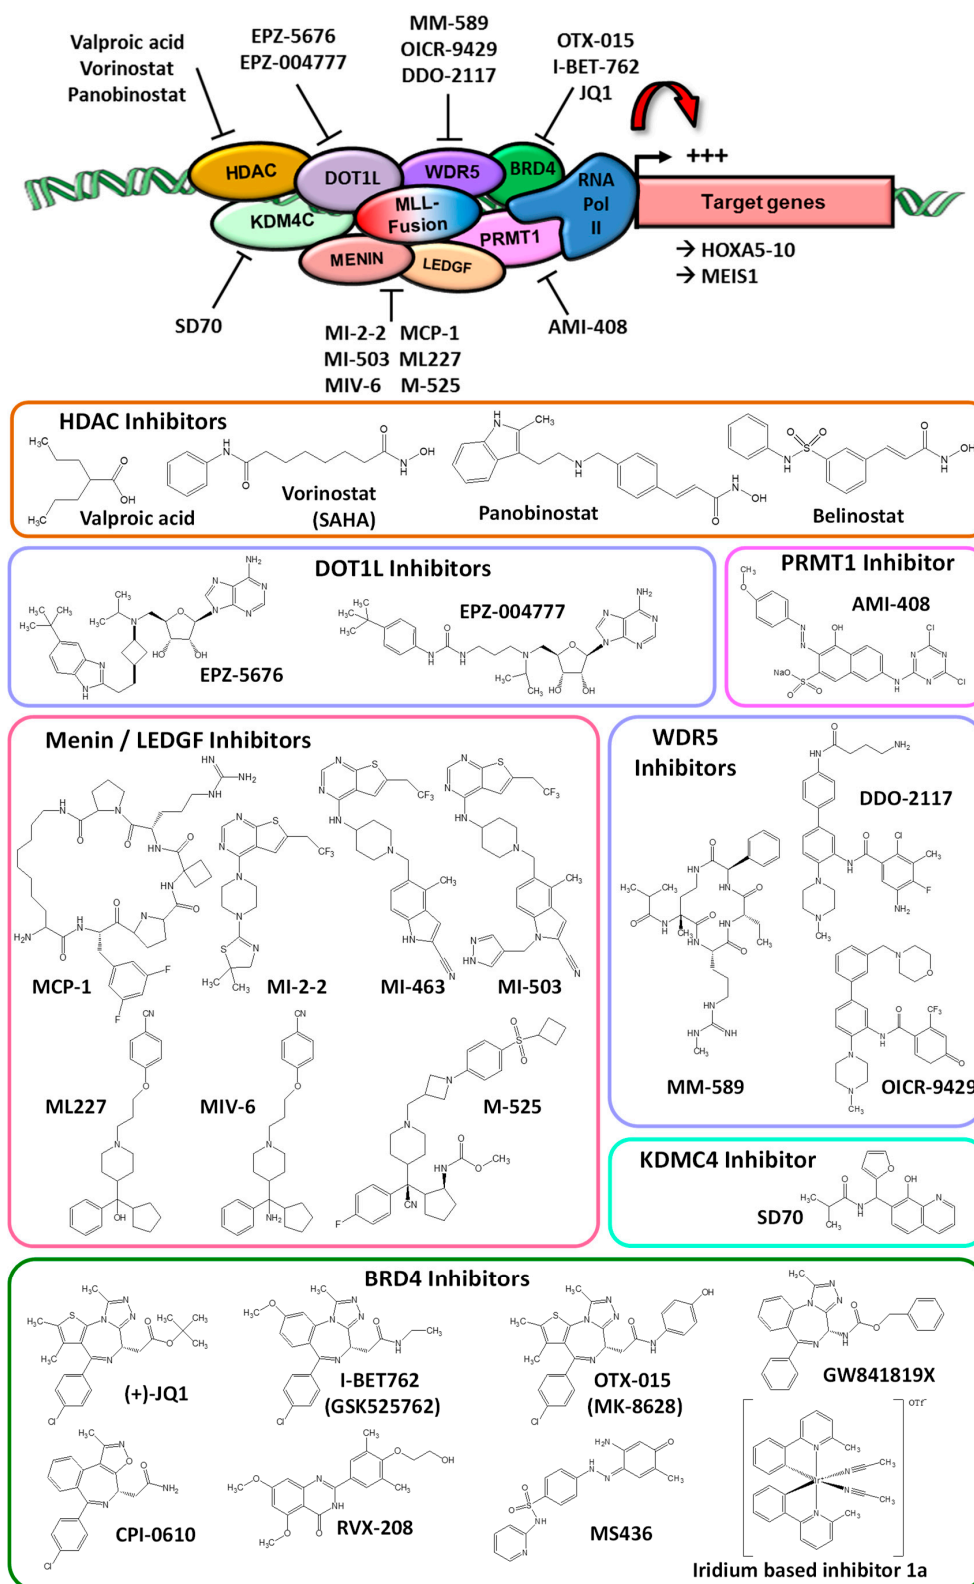 Valproic acid
Vorinostat
Panobinostat
EPZ-5676
EPZ-004777
MM-589
OICR-9429
DDO-2117
OTX-015
I-BET-762
JQ1
HDAC
DOT1L
WDR5
BRD4
RNA
Pol
II
+++
Target genes
KDM4C
MLL-
Fusion
PRMT1
MENIN
LEDGF
→ HOXA5-10
→ MEIS1
SD70
MI-2-2 MCP-1
MI-503 ML227
MIV-6 M-525
AMI-408
HDAC Inhibitors
Valproic acid
Vorinostat
(SAHA)
Panobinostat
Belinostat
DOT1L Inhibitors
EPZ-5676
EPZ-004777
PRMT1 Inhibitor
AMI-408
Menin / LEDGF Inhibitors
MCP-1
MI-2-2
MI-463
MI-503
ML227
MIV-6
M-525
WDR5
Inhibitors
DDO-2117
MM-589
OICR-9429
KDMC4 Inhibitor
SD70
BRD4 Inhibitors
(+)-JQ1
I-BET762
(GSK525762)
OTX-015
(MK-8628)
GW841819X
CPI-0610
RVX-208
MS436
Iridium based inhibitor 1a